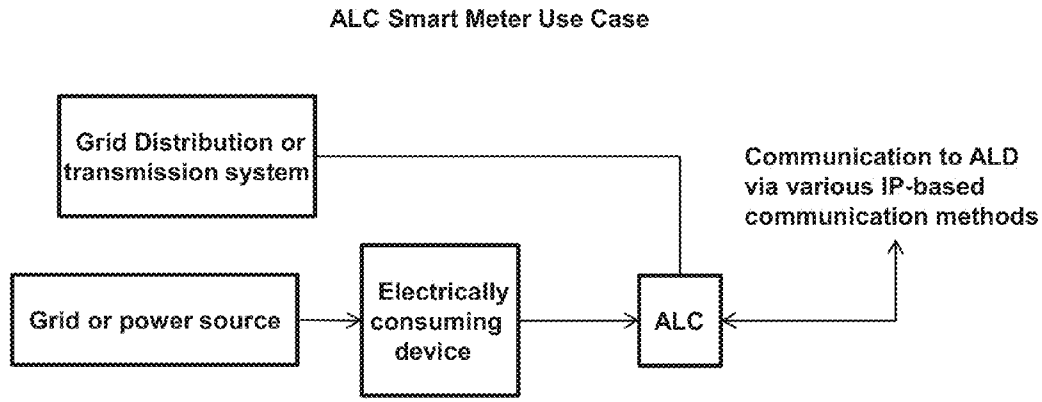 ALC Smart Meter Use Case
Grid Distribution or
transmission system
Communication to ALD
via various IP-based
communication methods
Grid or power source
Electrically
consuming
device
ALC